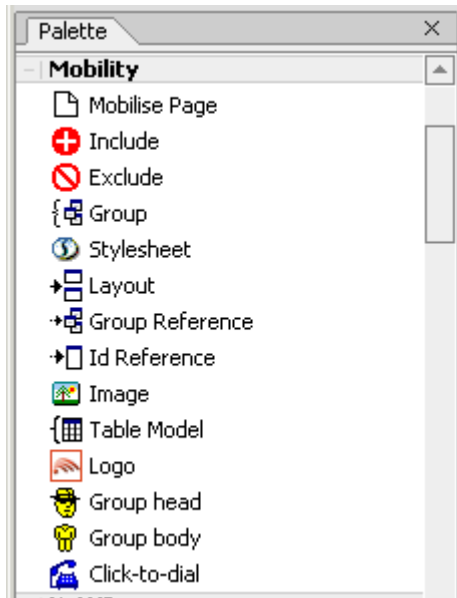 Palette
Mobility
Mobilise Page
Include
Exclude
Group
Stylesheet
Layout
Group Reference
Id Reference
Image
Table Model
Logo
Group head
Group body
Click-to-dial